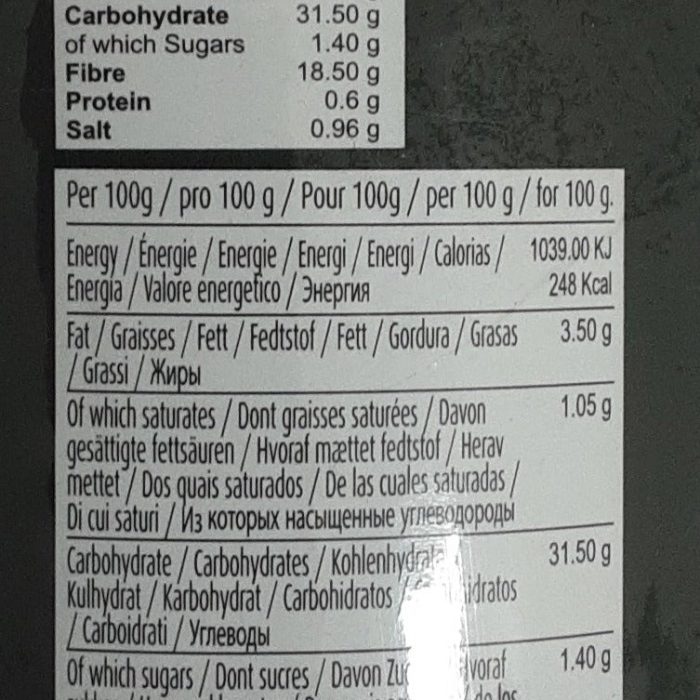 Carbohydrate 31.50 g
of which Sugars 1.40 g
Fibre 18.50 g
Protein 0.6 g
Salt 0.96 g
Per 100g / pro 100 g / Pour 100g / per 100 g / for 100 g.
Energy / Énergie / Energie / Energi / Energi / Calorias / 1039.00 KJ
Energia / Valore energetico / Энергия 248 Kcal
Fat / Graisses / Fett / Fedtstof / Fett / Gordura / Grasas 3.50 g
/ Grassi / Жиры
Of which saturates / Dont graisses saturées / Davon 1.05 g
gesättigte fettsäuren / Hvoraf mættet fedtstof / Herav
mettet / Dos quais saturados / De las cuales saturadas /
Di cui saturi / Из которых насыщенные углеводороды
Carbohydrate / Carbohydrates / 31.50 g
Kulhydrat / Karbohydrat / Carbohidratos /
/ Carboidrati / Углеводы
Of which sugars / Dont sucres / Davon 1.40 g